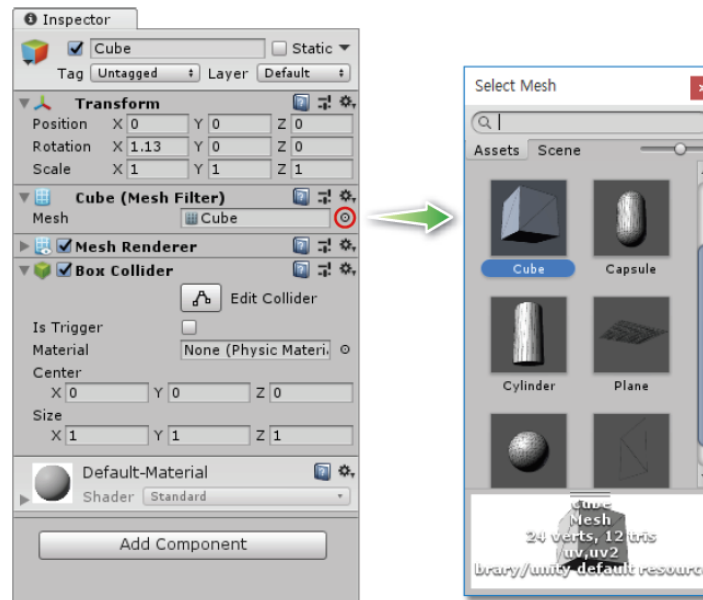 Inspector
Cube Static
Tag Untagged Layer Default
Transform
Position X 0 Y 0 Z 0
Rotation X 1.13 Y 0 Z 0
Scale X 1 Y 1 Z 1
Cube (Mesh Filter)
Mesh Cube
Mesh Renderer
Box Collider
Edit Collider
Is Trigger
Material None (Physic Materi
Center
X 0 Y 0 Z 0
Size
X 1 Y 1 Z 1
Default-Material
Shader Standard
Add Component
Select Mesh
Assets Scene
Cube Capsule
Cylinder Plane
Cube
Mesh
24 verts, 12 tris
uv,uv2
brary/unity default resourc